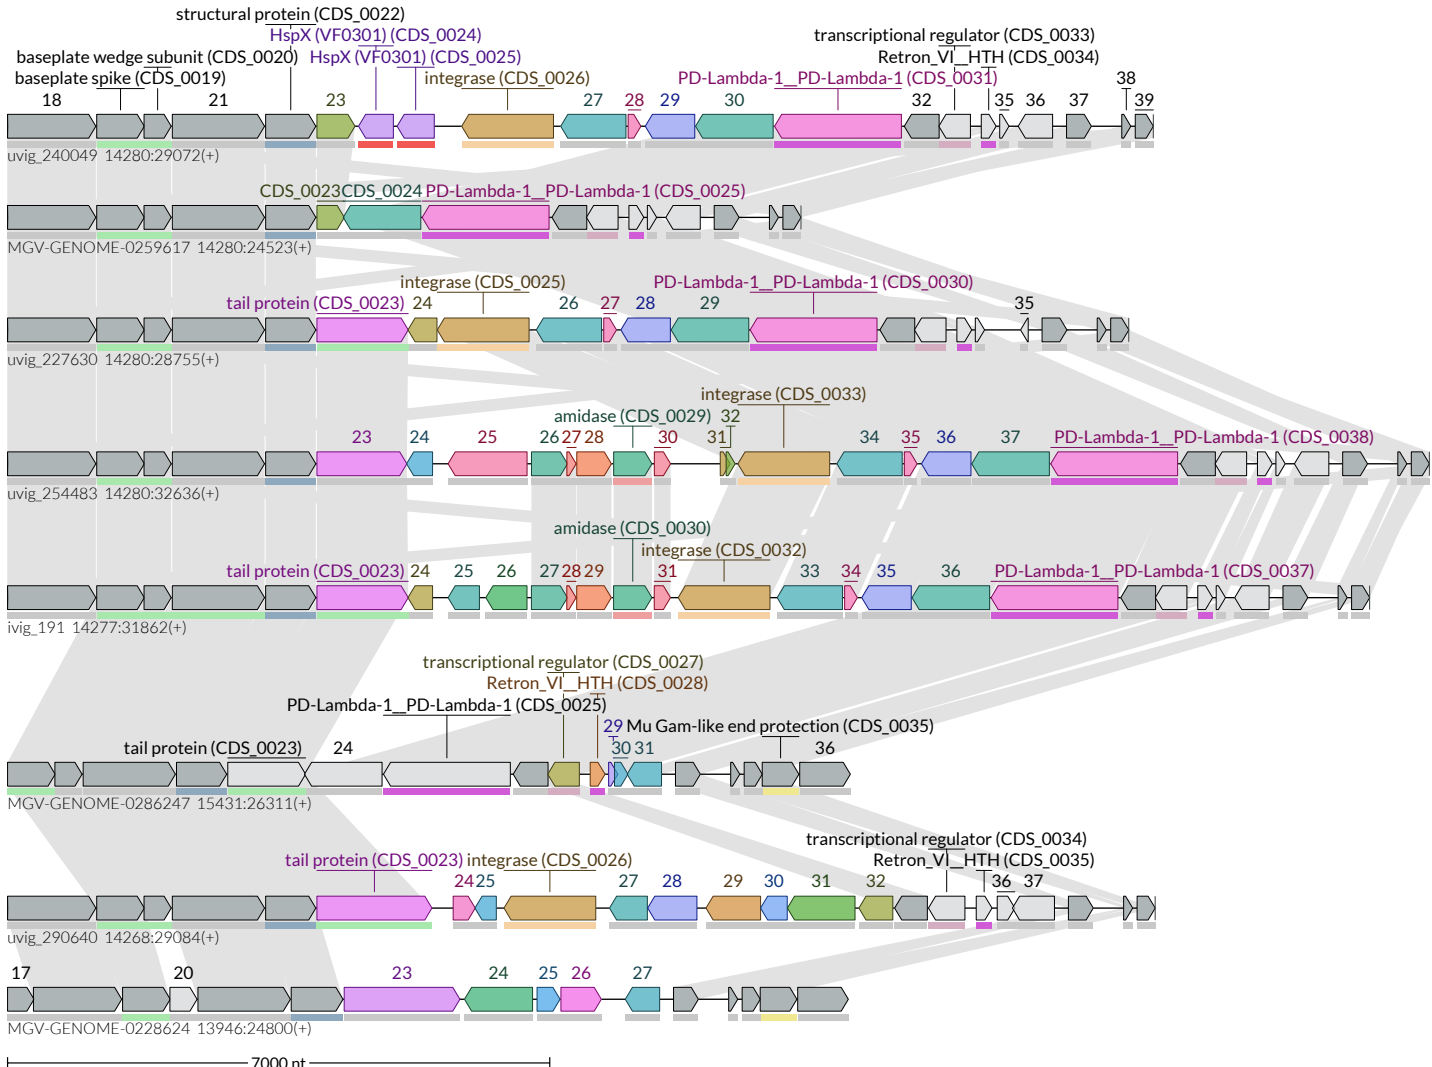 structural protein (CDS_0022)
HspX (VF0301) (CDS_0024)
transcriptional regulator (CDS_0033)
baseplate wedge subunit (CDS_0020)
HspX (VF0301) (CDS_0025)
Retron_VI__HTH (CDS_0034)
baseplate spike (CDS_0019)
integrase (CDS_0026)
PD-Lambda-1__PD-Lambda-1 (CDS_0031)
38
18 21 23 27 28 29 30 32 35 36 37 39
uvig_240049 14280:29072(+)
CDS_0023 CDS_0024 PD-Lambda-1__PD-Lambda-1 (CDS_0025)
MGV-GENOME-0259617 14280:24523(+)
integrase (CDS_0025) PD-Lambda-1__PD-Lambda-1 (CDS_0030)
tail protein (CDS_0023) 24 26 27 28 29 35
uvig_227630 14280:28755(+)
integrase (CDS_0033)
amidase (CDS_0029) 32
23 24 25 26 27 28 30 31 34 35 36 37 PD-Lambda-1__PD-Lambda-1 (CDS_0038)
uvig_254483 14280:32636(+)
amidase (CDS_0030)
integrase (CDS_0032)
tail protein (CDS_0023) 24 25 26 27 28 29 31 33 34 35 36 PD-Lambda-1__PD-Lambda-1 (CDS_0037)
ivig_191 14277:31862(+)
transcriptional regulator (CDS_0027)
Retron_VI__HTH (CDS_0028)
PD-Lambda-1__PD-Lambda-1 (CDS_0025)
29 Mu Gam-like end protection (CDS_0035)
tail protein (CDS_0023) 24 30 31 36
MGV-GENOME-0286247 15431:26311(+)
transcriptional regulator (CDS_0034)
tail protein (CDS_0023) integrase (CDS_0026) Retron_VI__HTH (CDS_0035)
24 25 27 28 29 30 31 32 36 37
uvig_290640 14268:29084(+)
17 20 23 24 25 26 27
MGV-GENOME-0228624 13946:24800(+)
7000 nt